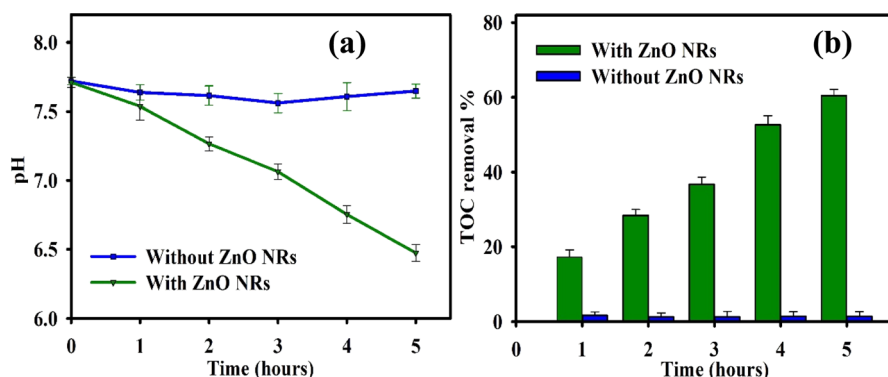 (a)
8.0
7.5
7.0
6.5
6.0
pH
Without ZnO NRs
With ZnO NRs
0 1 2 3 4 5
Time (hours)
(b)
80
60
40
20
0
TOC removal %
With ZnO NRs
Without ZnO NRs
0 1 2 3 4 5
Time (hours)